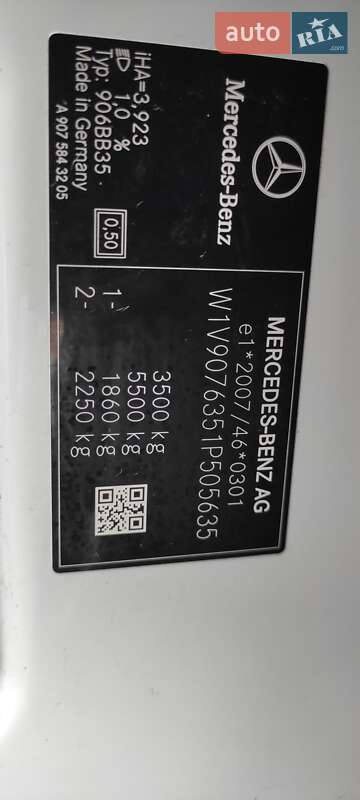 auto RIA .com
Mercedes-Benz
iHA=3,923
1,0 %
Typ: 906BB35
Made in Germany
A 907 584 32 05
0,50
MERCEDES-BENZ AG
e1*2007/46*0301
W1V9076351P505635
3500 kg
5500 kg
1- 1860 kg
2- 2250 kg